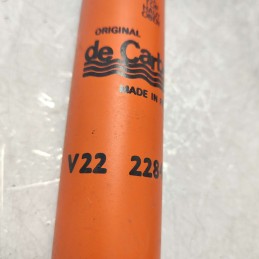 ORIGINAL
de Carb
MADE IN
V22 228